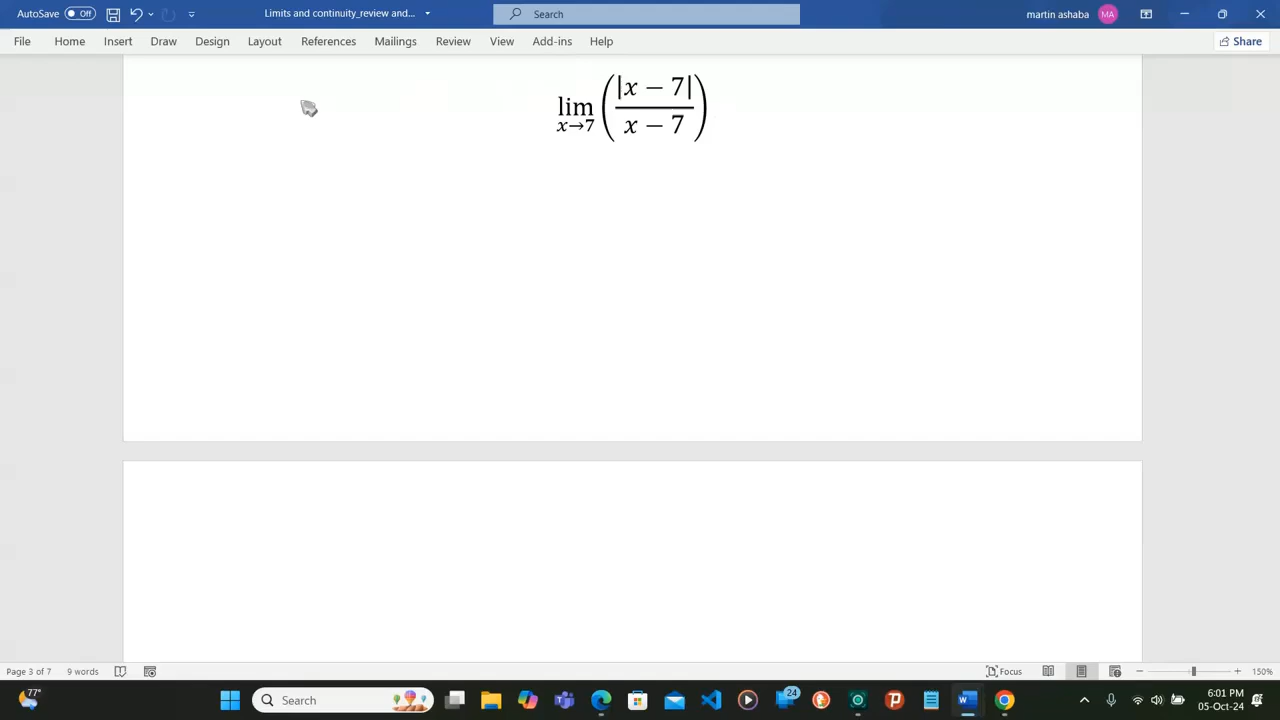 AutoSave Off Limits and continuity_review and... Search martin ashaba MA
File Home Insert Draw Design Layout References Mailings Review View Add-ins Help Share
lim x→7 (|x − 7| / x − 7)
Page 3 of 7 9 words Focus 150%
77° Search 24 6:01 PM
05-Oct-24